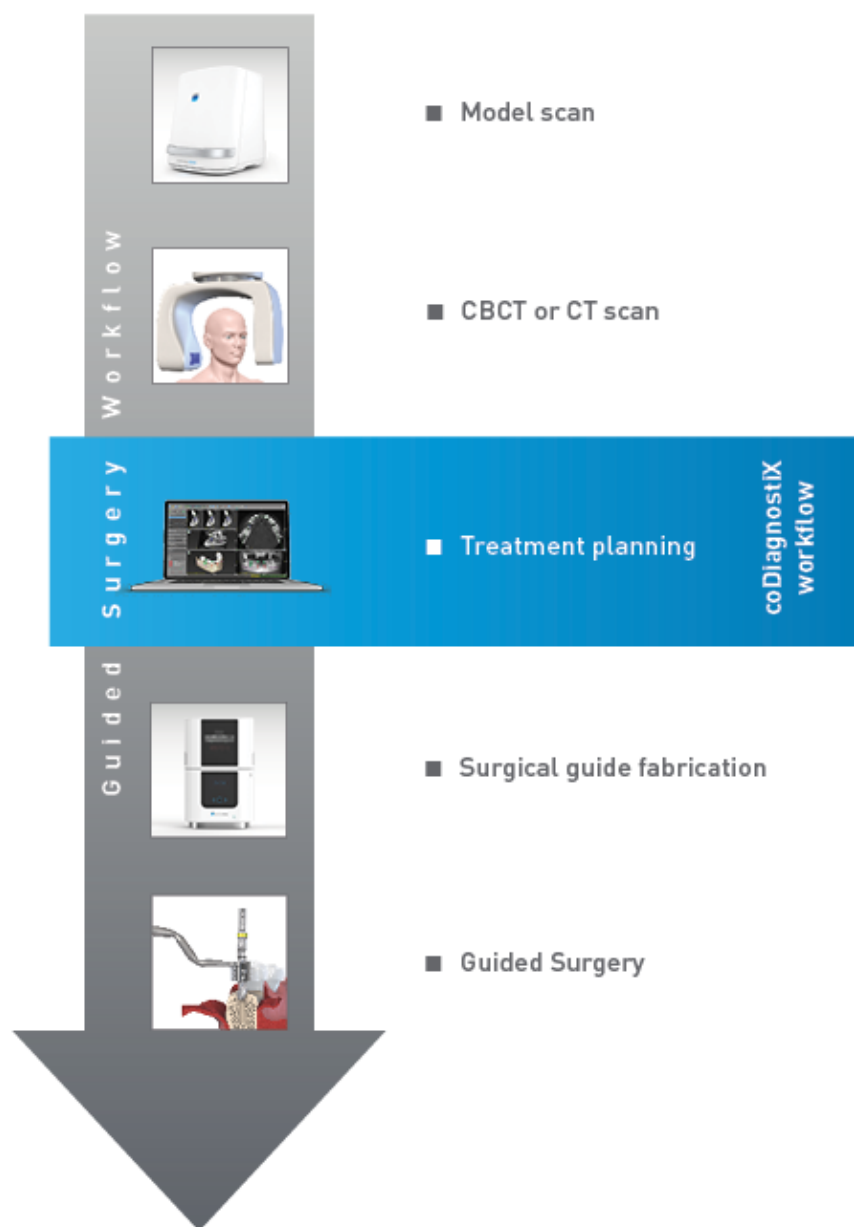 Model scan
CBCT or CT scan
Treatment planning
coDiagnostiX
workflow
Surgical guide fabrication
Guided Surgery
Guided Surgery Workflow